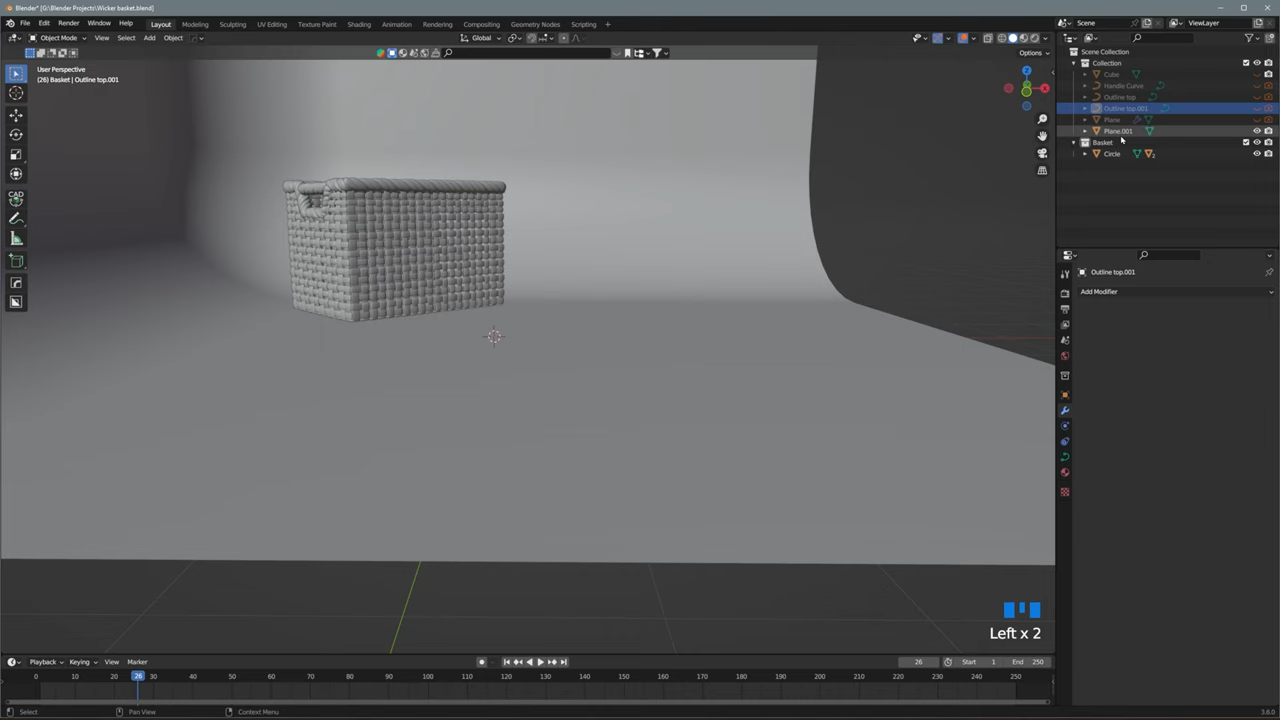 Blender* [G:\Blender Projects\Wicker basket.blend]
File Edit Render Window Help Layout Modeling Sculpting UV Editing Texture Paint Shading Animation Rendering Compositing Geometry Nodes Scripting + Scene ViewLayer
Object Mode View Select Add Object Global
Options
User Perspective
(26) Basket | Outline top.001
Z
X
CAD
Scene Collection
Collection
Cube
Handle Curve
Outline top
Outline top.001
Plane
Plane.001
Basket
Circle 2
Outline top.001
Add Modifier
Left x 2
Playback Keying View Marker 26 Start 1 End 250
0 10 20 26 30 40 50 60 70 80 90 100 110 120 130 140 150 160 170 180 190 200 210 220 230 240 250
Select Pan View Context Menu 3.6.0